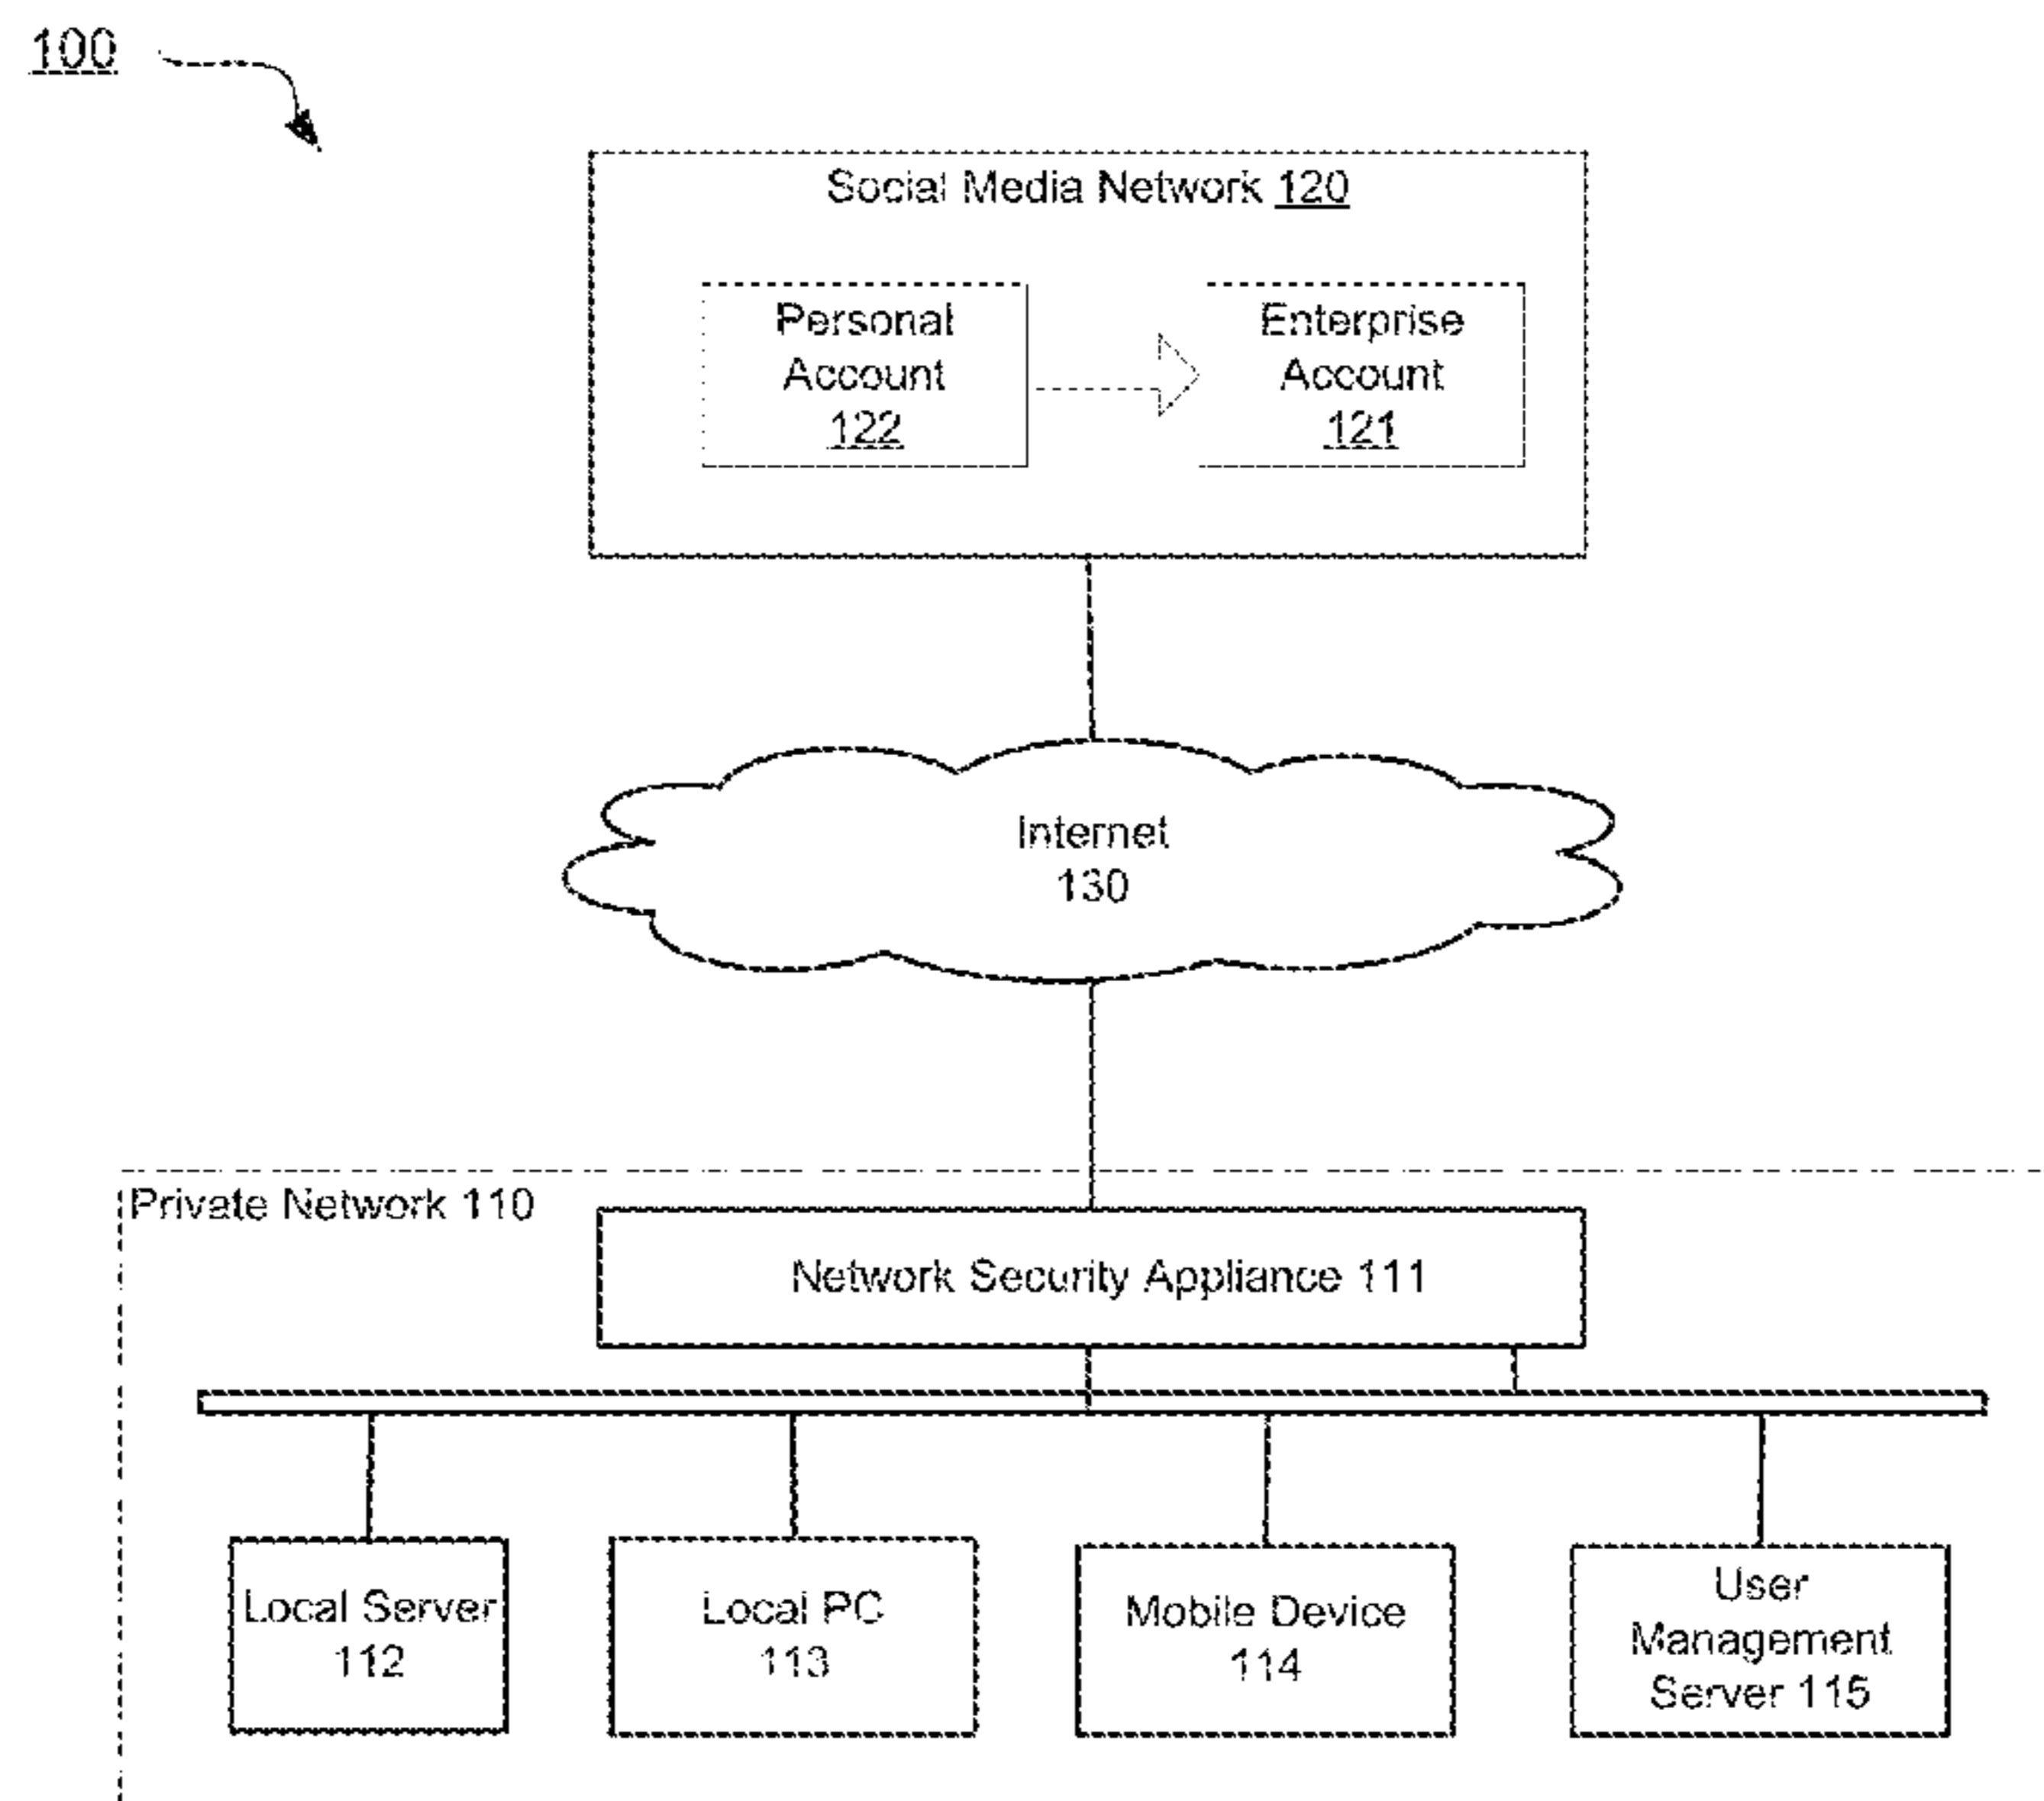 100
Social Media Network 120
Personal
Account
122
Enterprise
Account
121
Internet
130
Private Network 110
Network Security Appliance 111
Local Server
112
Local PC
113
Mobile Device
114
User
Management
Server 115